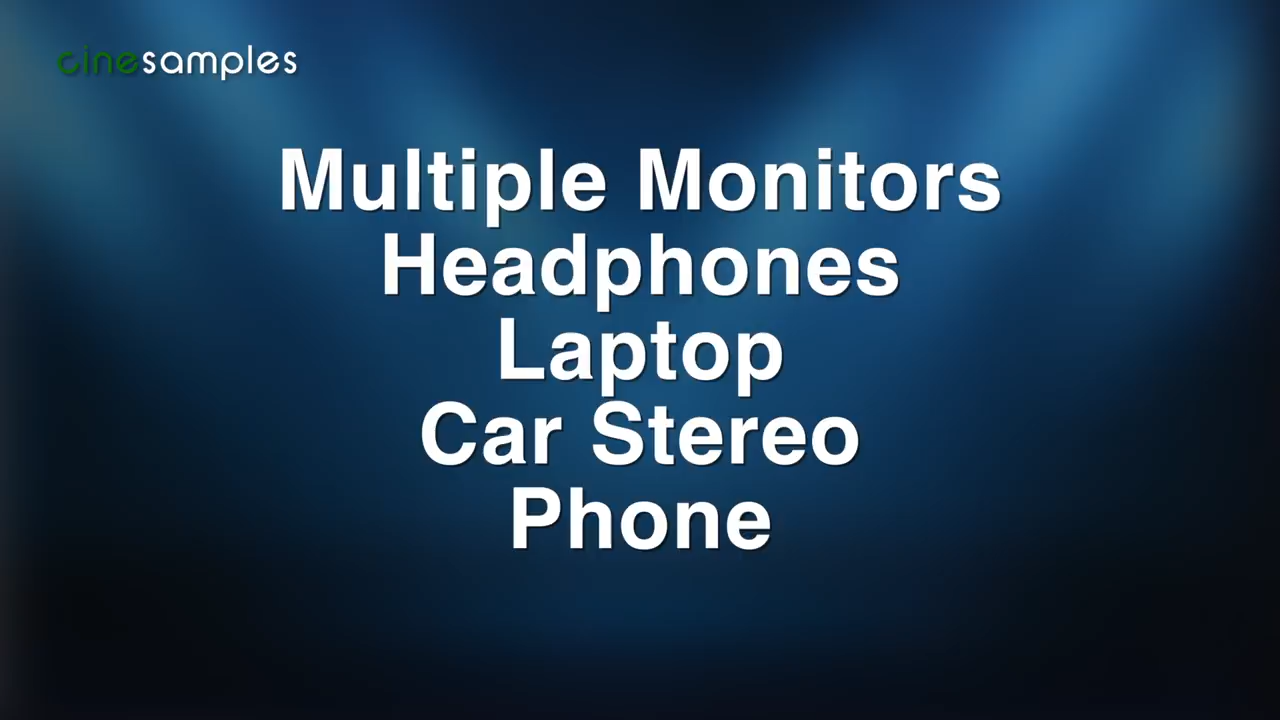 cinesamples
Multiple Monitors
Headphones
Laptop
Car Stereo
Phone